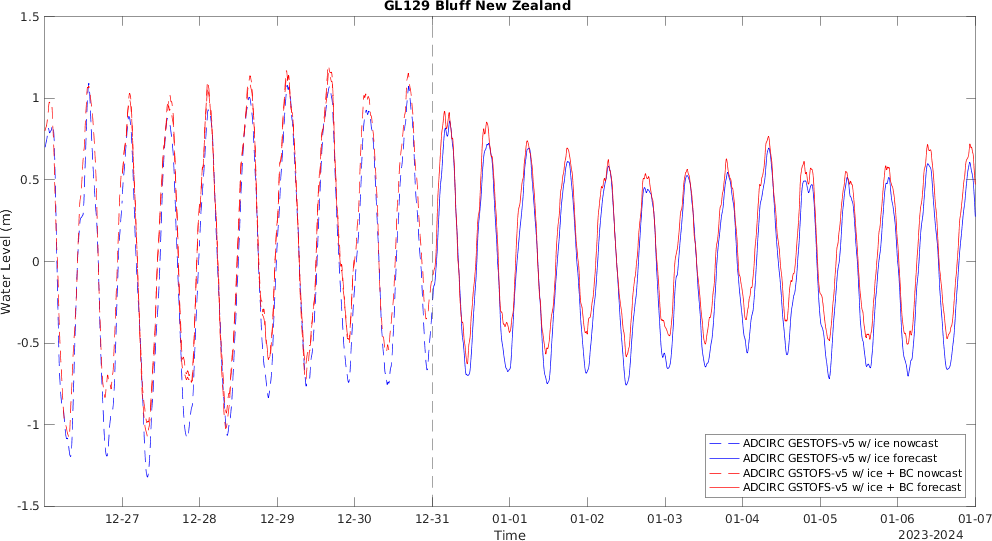 GL129 Bluff New Zealand
1.5
1
0.5
0
-0.5
-1
-1.5
Water Level (m)
ADCIRC GESTOFS-v5 w/ ice nowcast
ADCIRC GESTOFS-v5 w/ ice forecast
ADCIRC GSTOFS-v5 w/ ice + BC nowcast
ADCIRC GSTOFS-v5 w/ ice + BC forecast
12-27 12-28 12-29 12-30 12-31 01-01 01-02 01-03 01-04 01-05 01-06 01-07
Time
2023-2024